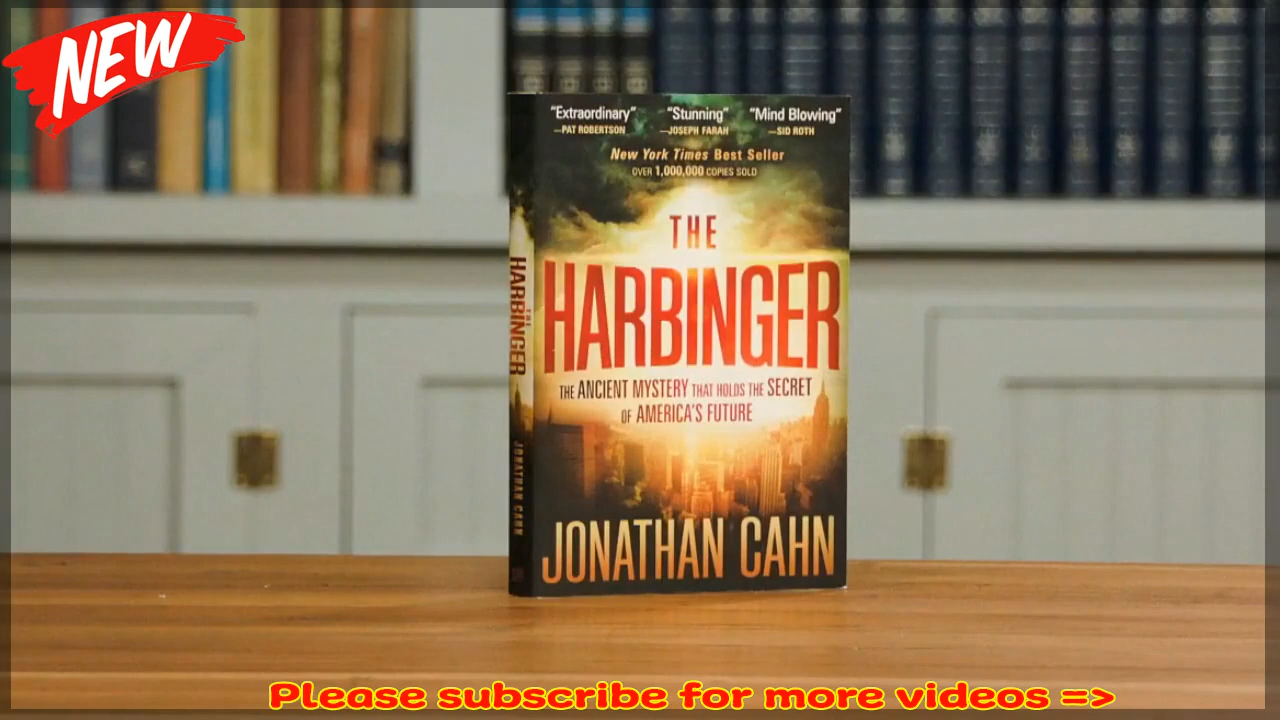 NEW
"Extraordinary" "Stunning" "Mind Blowing"
—PAT ROBERTSON —JOSEPH FARAH —SID ROTH
New York Times Best Seller
OVER 1,000,000 COPIES SOLD
THE
HARBINGER
THE ANCIENT MYSTERY THAT HOLDS THE SECRET
OF AMERICA'S FUTURE
JONATHAN CAHN
THE
HARBINGER
JONATHAN CAHN
Please subscribe for more videos =>